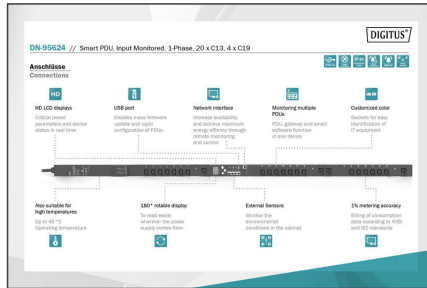 DIGITUS®
DN-95624 // Smart PDU, Input Monitored, 1-Phase, 20 x C13, 4 x C19
Anschlüsse
Connections
HD
HD LCD displays
Critical power
parameters and device
status in real time
USB port
Enables mass firmware
update and rapid
configuration of PDUs
Network interface
Increase availability
and achieve maximum
energy efficiency through
remote monitoring
and control
Monitoring multiple
PDUs
PDU, gateway and smart
software function
in one device
Customized color
Sockets for easy
identification of
IT equipment
Also suitable for
high temperatures
Up to 45 °C
Operating temperature
180° rotable display
To read easily
wherever the power
supply comes from
External Sensors
Monitor the
environmental
conditions in the cabinet
1% metering accuracy
Billing of consumption
data according to ANSI
and IEC standards